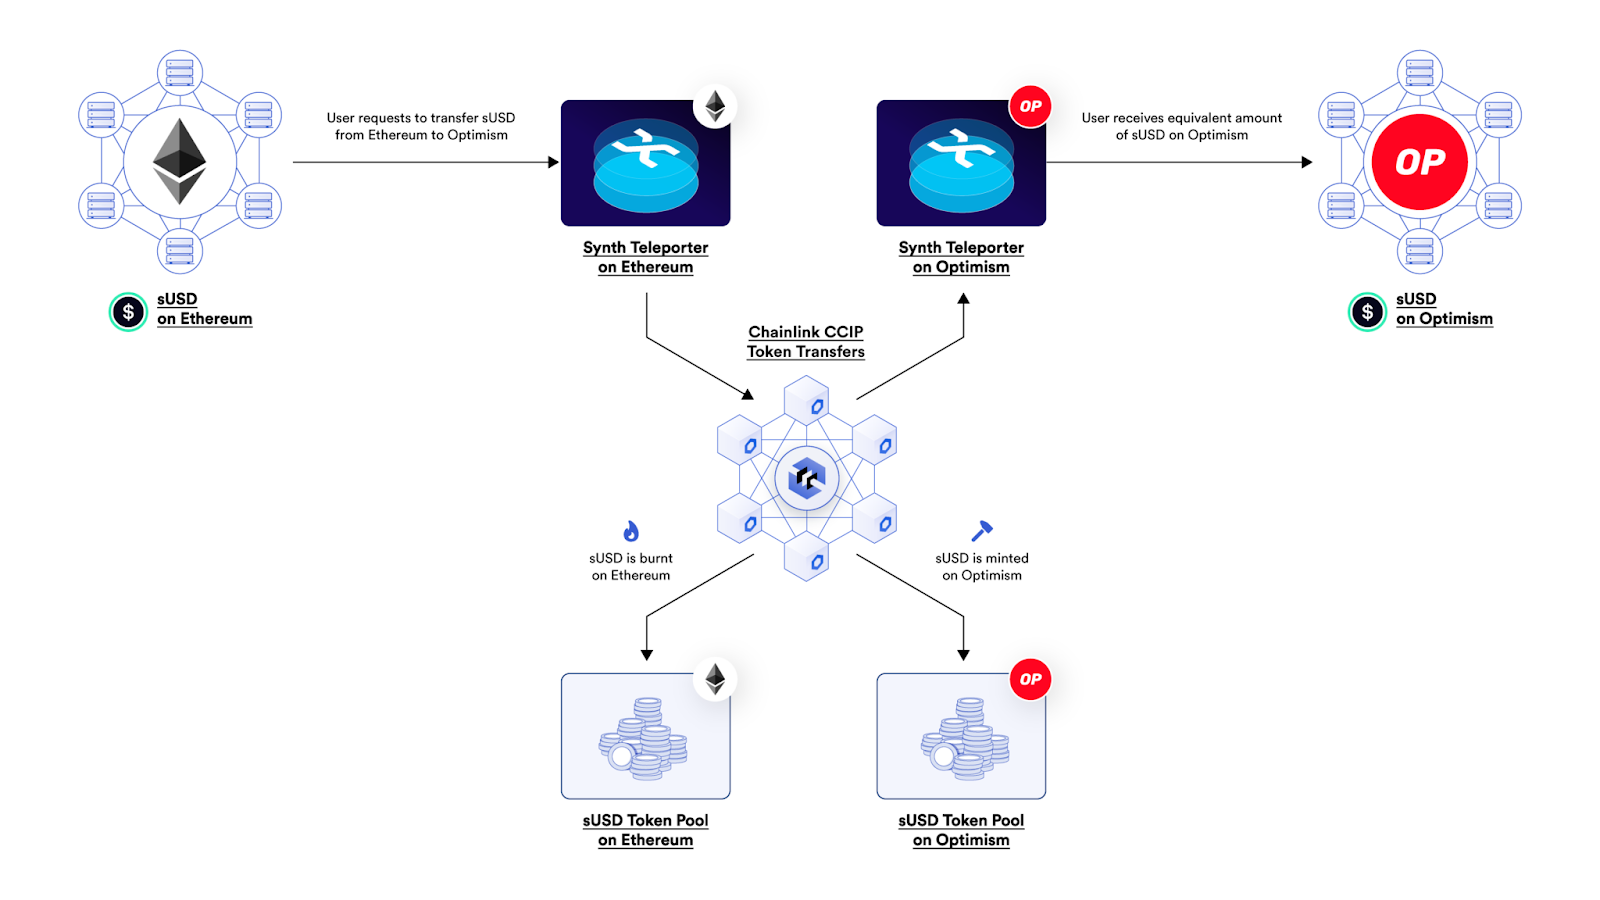 User requests to transfer sUSD
from Ethereum to Optimism
OP
User receives equivalent amount
of sUSD on Optimism
OP
Synth Teleporter
on Ethereum
Synth Teleporter
on Optimism
$
sUSD
on Ethereum
$
sUSD
on Optimism
Chainlink CCIP
Token Transfers
sUSD is burnt
on Ethereum
sUSD is minted
on Optimism
OP
sUSD Token Pool
on Ethereum
sUSD Token Pool
on Optimism